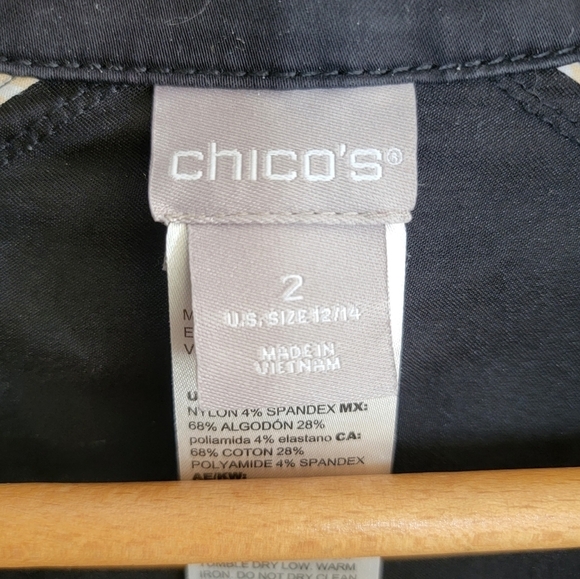 chico's®
2
U.S. SIZE 12/14
MADE IN
VIETNAM
M
E
V
U
NYLON 4% SPANDEX MX:
68% ALGODÓN 28%
poliamida 4% elastano CA:
68% COTON 28%
POLYAMIDE 4% SPANDEX
AE/KW:
TUMBLE DRY LOW. WARM
IRON. DO NOT DRY CLEAN